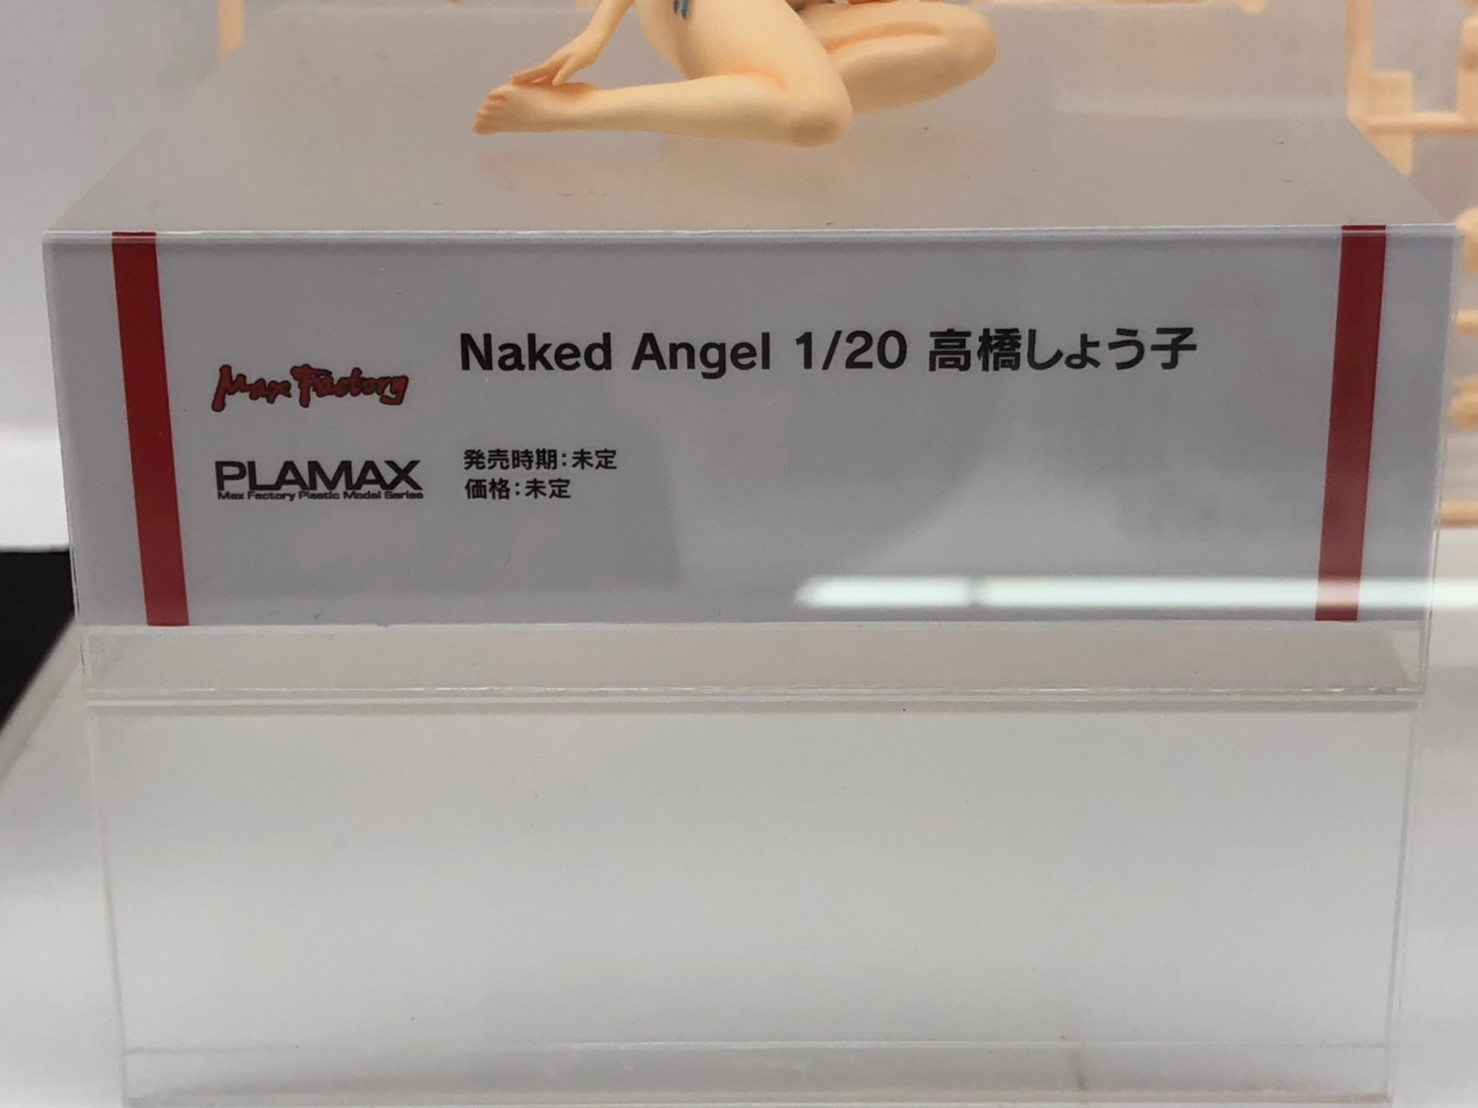 Naked Angel 1/20 高橋しょう子
Max Factory
PLAMAX
Max Factory Plastic Model Series
発売時期：未定
価格：未定